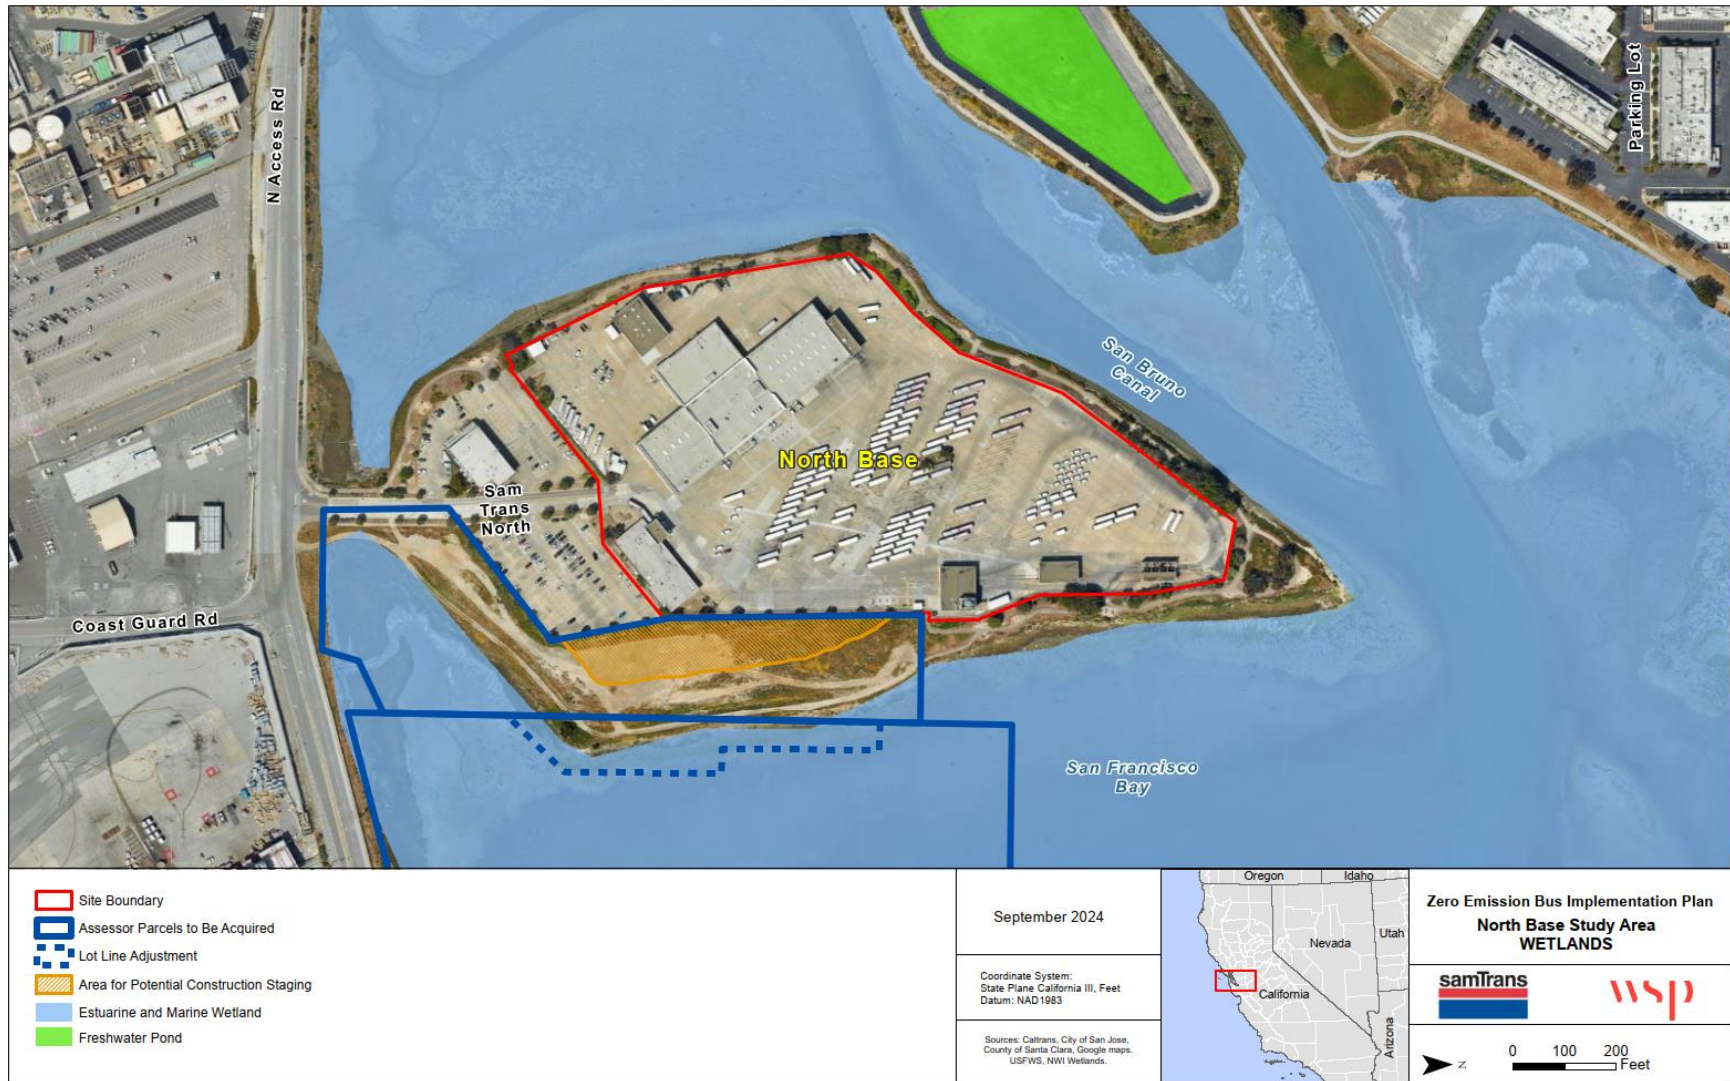 N Access Rd
Parking Lot
San Bruno
Canal
North Base
Sam
Trans
North
Coast Guard Rd
San Francisco
Bay
Site Boundary
Assessor Parcels to Be Acquired
Lot Line Adjustment
Area for Potential Construction Staging
Estuarine and Marine Wetland
Freshwater Pond
September 2024
Coordinate System:
State Plane California III, Feet
Datum: NAD1983
Sources: Caltrans, City of San Jose,
County of Santa Clara, Google maps.
USFWS, NWI Wetlands.
Oregon
Idaho
Nevada
Utah
California
Arizona
Zero Emission Bus Implementation Plan
North Base Study Area
WETLANDS
samTrans
wsp
N
0 100 200
Feet